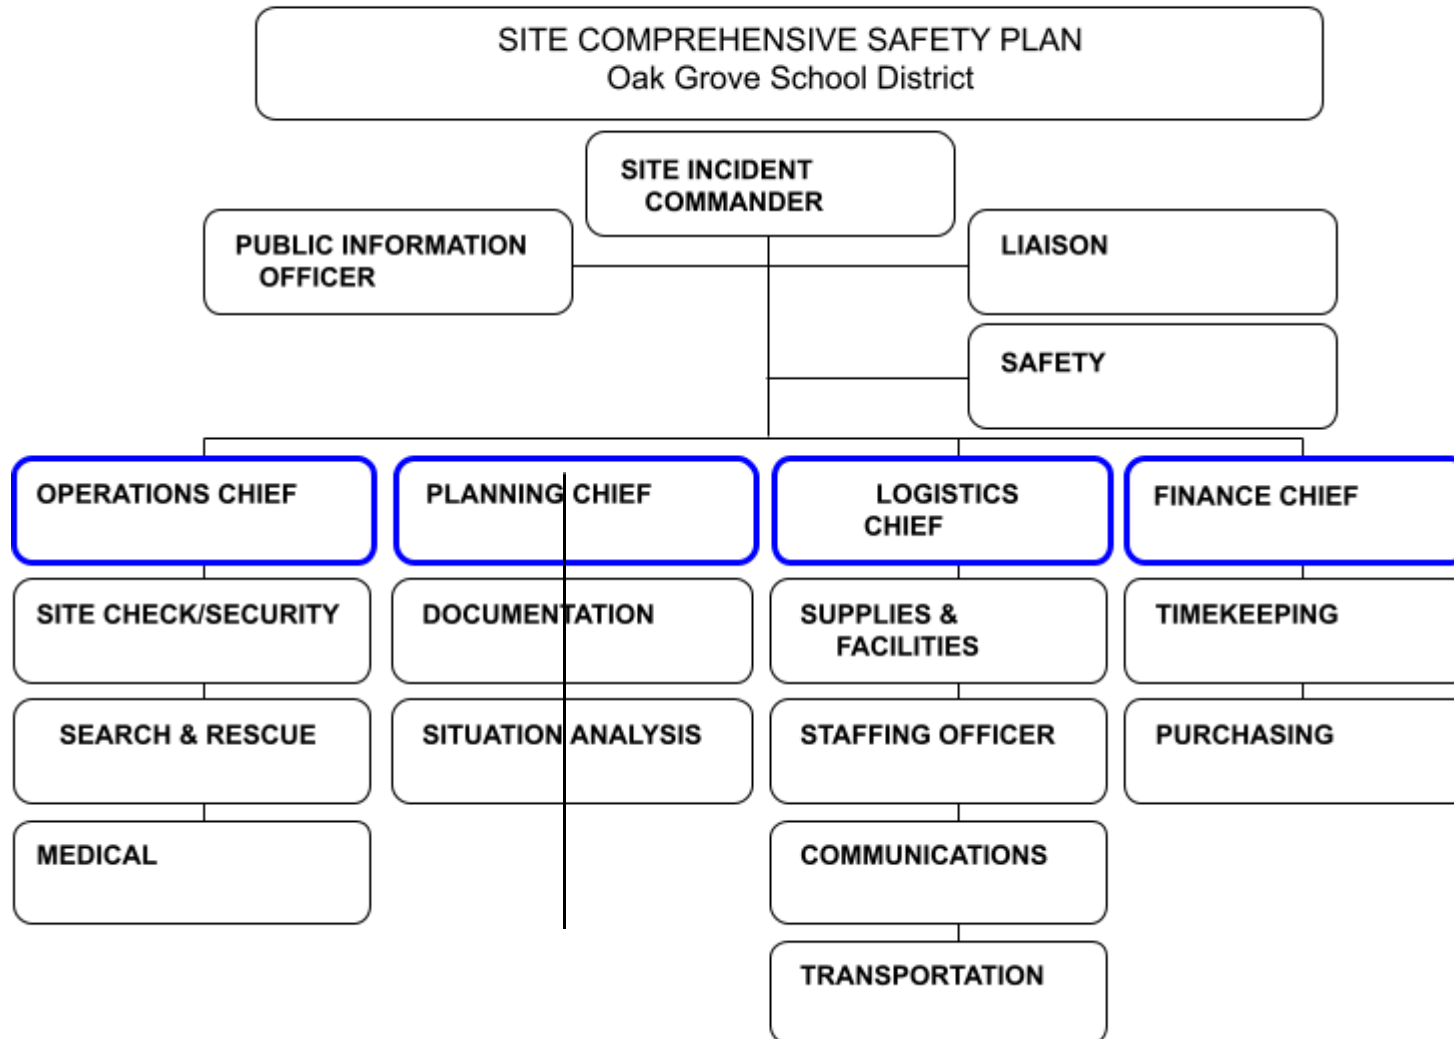 SITE COMPREHENSIVE SAFETY PLAN
Oak Grove School District
SITE INCIDENT
COMMANDER
PUBLIC INFORMATION
OFFICER
LIAISON
SAFETY
OPERATIONS CHIEF
PLANNING CHIEF
LOGISTICS
CHIEF
FINANCE CHIEF
SITE CHECK/SECURITY
DOCUMENTATION
SUPPLIES &
FACILITIES
TIMEKEEPING
SEARCH & RESCUE
SITUATION ANALYSIS
STAFFING OFFICER
PURCHASING
MEDICAL
COMMUNICATIONS
TRANSPORTATION